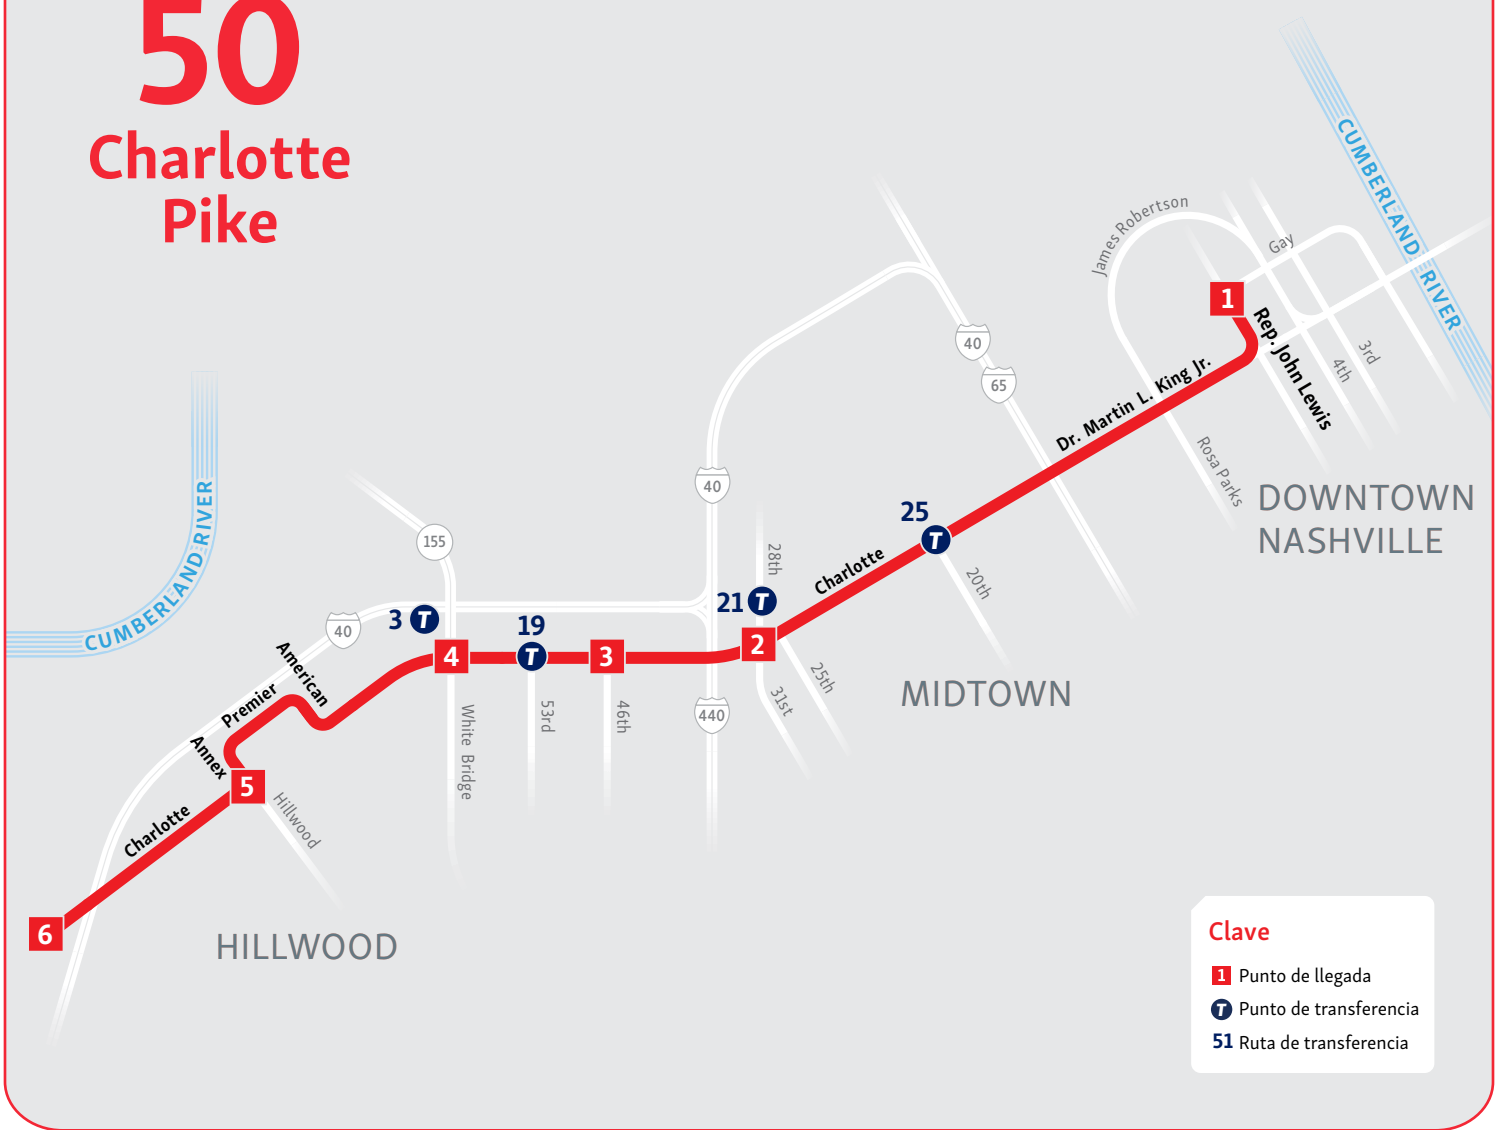 50
Charlotte
Pike
CUMBERLAND RIVER
James Robertson
Gay
1
Rep. John Lewis
3rd
4th
40
65
Dr. Martin L. King Jr.
Rosa Parks
DOWNTOWN
NASHVILLE
CUMBERLAND RIVER
40
155
25
T
28th
Charlotte
20th
21 T
3 T
19
T
40
4
3
2
American
Premier
Annex
25th
31st
MIDTOWN
White Bridge
53rd
46th
440
5
Hillwood
Charlotte
6
HILLWOOD
Clave
1 Punto de llegada
T Punto de transferencia
51 Ruta de transferencia